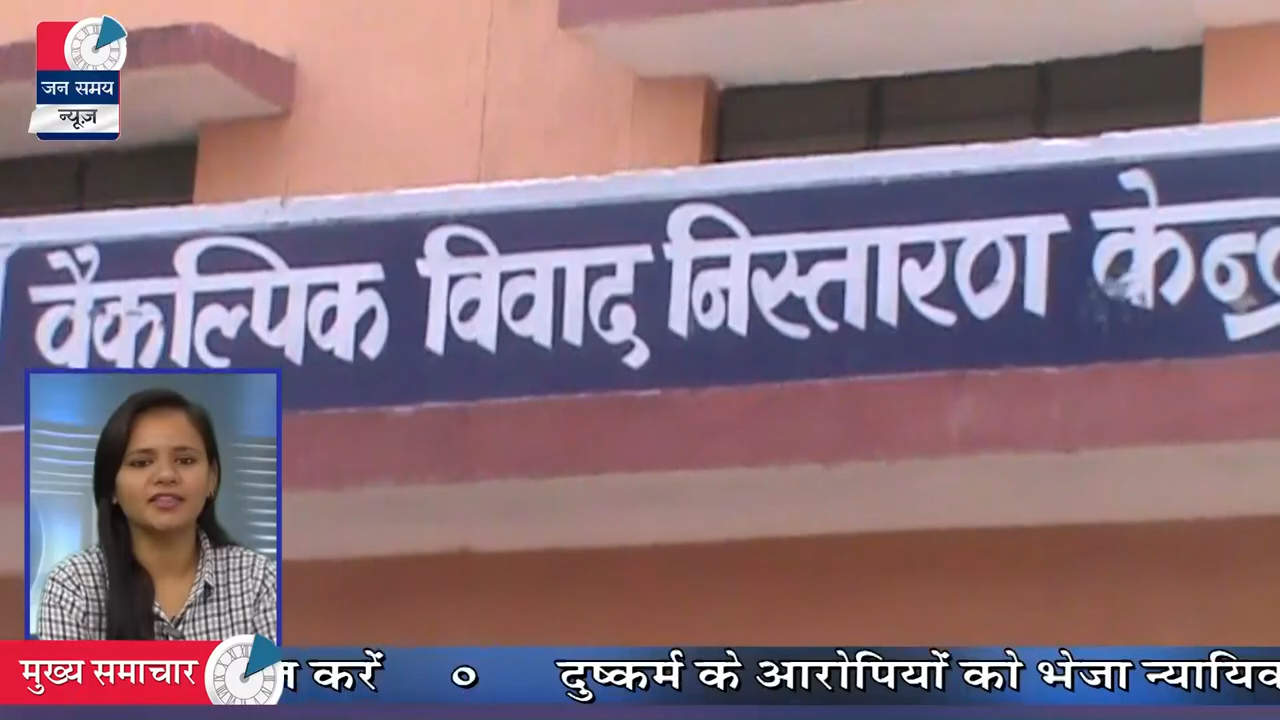 जन समय
न्यूज़
वैकल्पिक विवाद निस्तारण केन्द्र
मुख्य समाचार
करें o दुष्कर्म के आरोपियों को भेजा न्यायिक